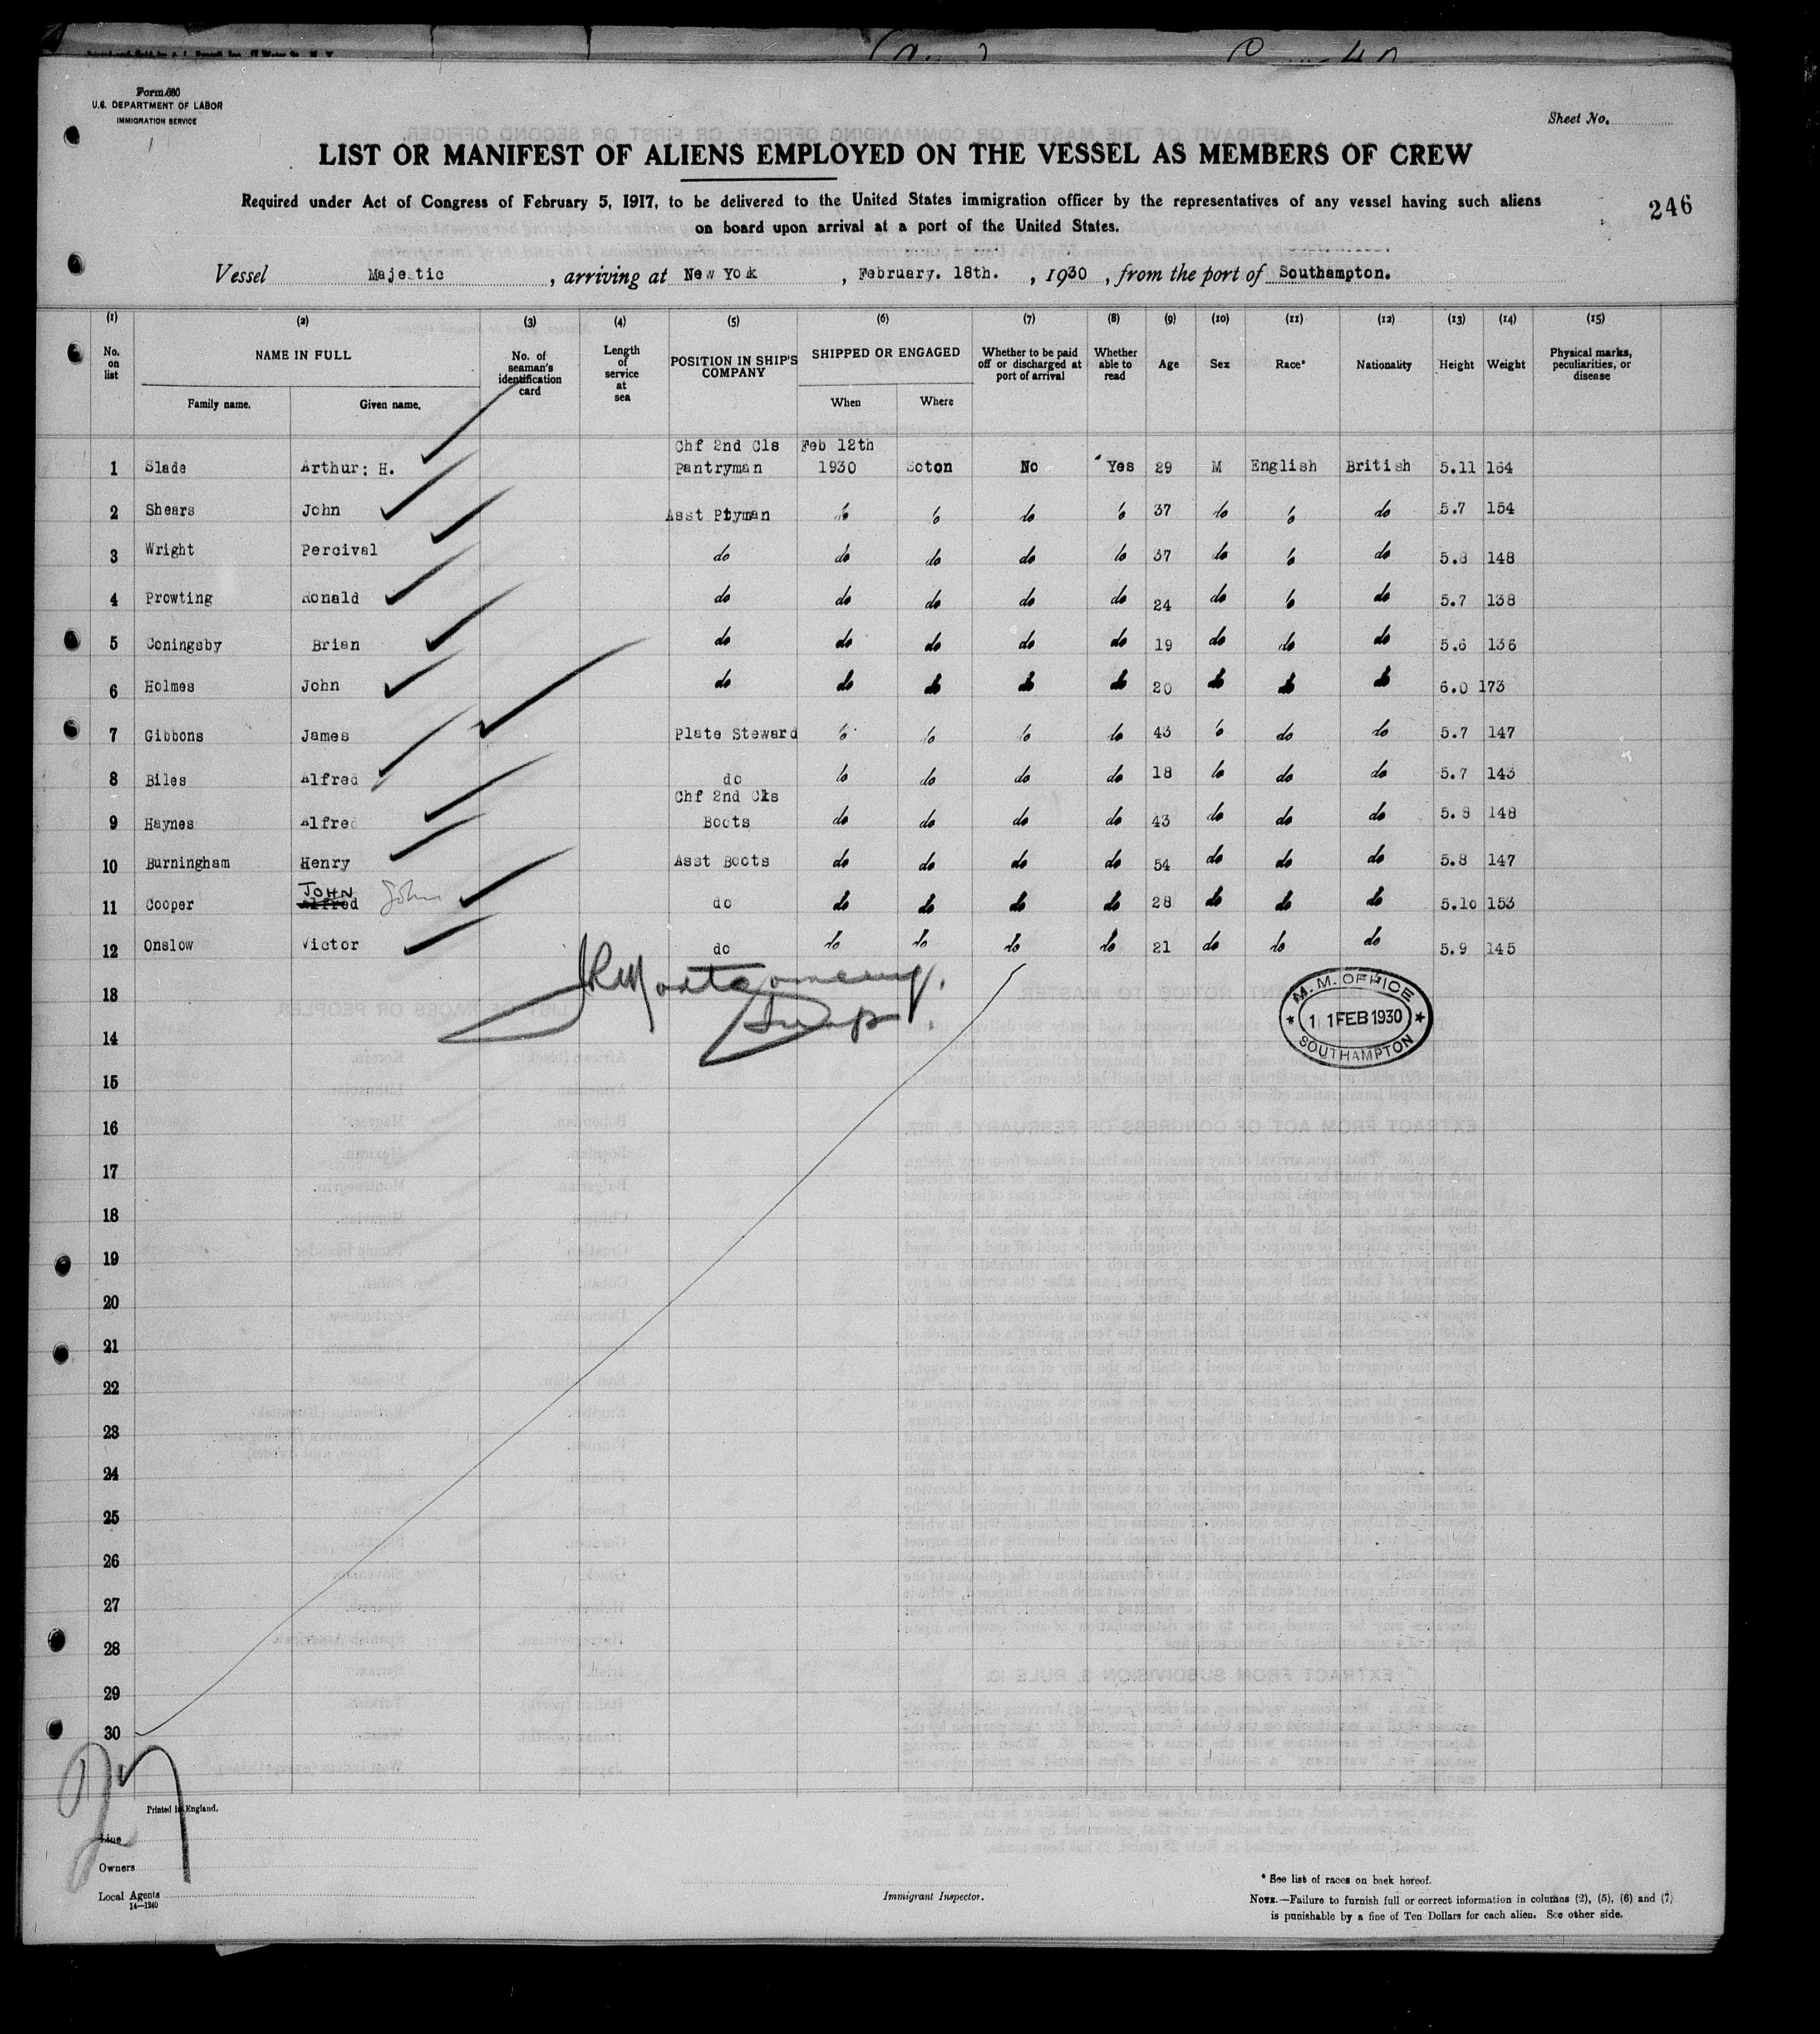 Form 680
U.S. DEPARTMENT OF LABOR
IMMIGRATION SERVICE
Sheet No.
LIST OR MANIFEST OF ALIENS EMPLOYED ON THE VESSEL AS MEMBERS OF CREW
Required under Act of Congress of February 5, 1917, to be delivered to the United States immigration officer by the representatives of any vessel having such aliens
on board upon arrival at a port of the United States.
246
Vessel Majestic, arriving at New York, February. 18th., 1930, from the port of Southampton.
(1) (2) (3) (4) (5) (6) (7) (8) (9) (10) (11) (12) (13) (14) (15)
No. on list NAME IN FULL No. of seaman's identification card Length of service at sea POSITION IN SHIP'S COMPANY SHIPPED OR ENGAGED Whether to be paid off or discharged at port of arrival Whether able to read Age Sex Race* Nationality Height Weight Physical marks, peculiarities, or disease
Family name. Given name. When Where
Chf 2nd Cls Feb 12th
1 Slade Arthur: H. Pantryman 1930 Soton No Yes 29 M English British 5.11 164
2 Shears John Asst Ptyman do do do do 37 do do do 5.7 154
3 Wright Percival do do do do do 37 do do do 5.8 148
4 Prowting Ronald do do do do do 24 do do do 5.7 138
5 Coningsby Brian do do do do do 19 do do do 5.6 136
6 Holmes John do do do do do 20 do do do 6.0 173
7 Gibbons James Plate Steward do do do do 43 do do do 5.7 147
8 Biles Alfred do do do do do 18 do do do 5.7 143
Chf 2nd Cls
9 Haynes Alfred Boots do do do do 43 do do do 5.8 148
10 Burningham Henry Asst Boots do do do do 54 do do do 5.8 147
JOHN
11 Cooper Alfred John do do do do do 28 do do do 5.10 153
12 Onslow Victor do do do do do 21 do do do 5.9 145
JRMontgomery.
Surp.
M. M. OFFICE
11 FEB 1930
SOUTHAMPTON
13
14
15
16
17
18
19
20
21
22
23
24
25
26
27
28
29
30
Printed in England.
Line
Owners
Local Agents
14—1240
Immigrant Inspector.
* See list of races on back hereof.
NOTE.—Failure to furnish full or correct information in columns (2), (5), (6) and (7)
is punishable by a fine of Ten Dollars for each alien. See other side.